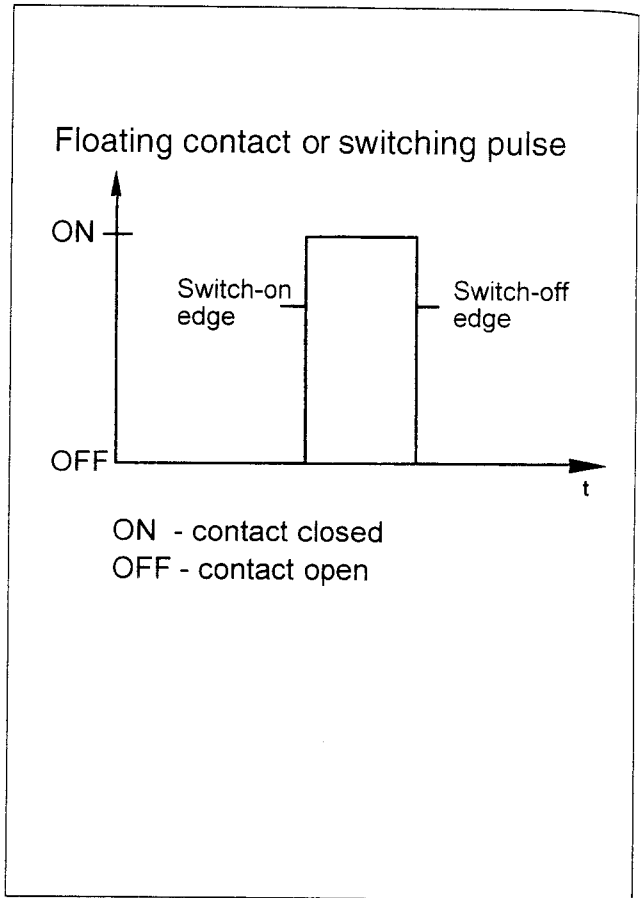 Floating contact or switching pulse
ON
Switch-on
edge
Switch-off
edge
OFF
t
ON - contact closed
OFF - contact open